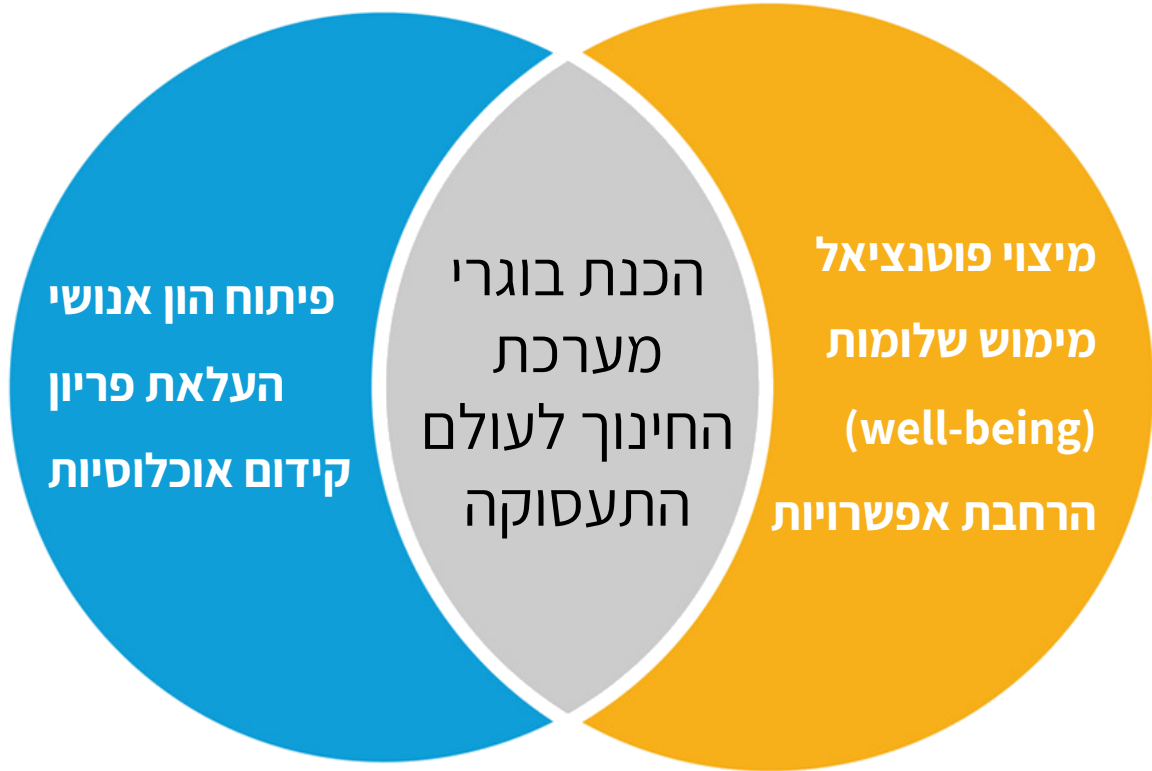 מיצוי פוטנציאל
מימוש שלומות
(well-being)
הרחבת אפשרויות
הכנת בוגרי
מערכת
החינוך לעולם
התעסוקה
פיתוח הון אנושי
העלאת פריון
קידום אוכלוסיות